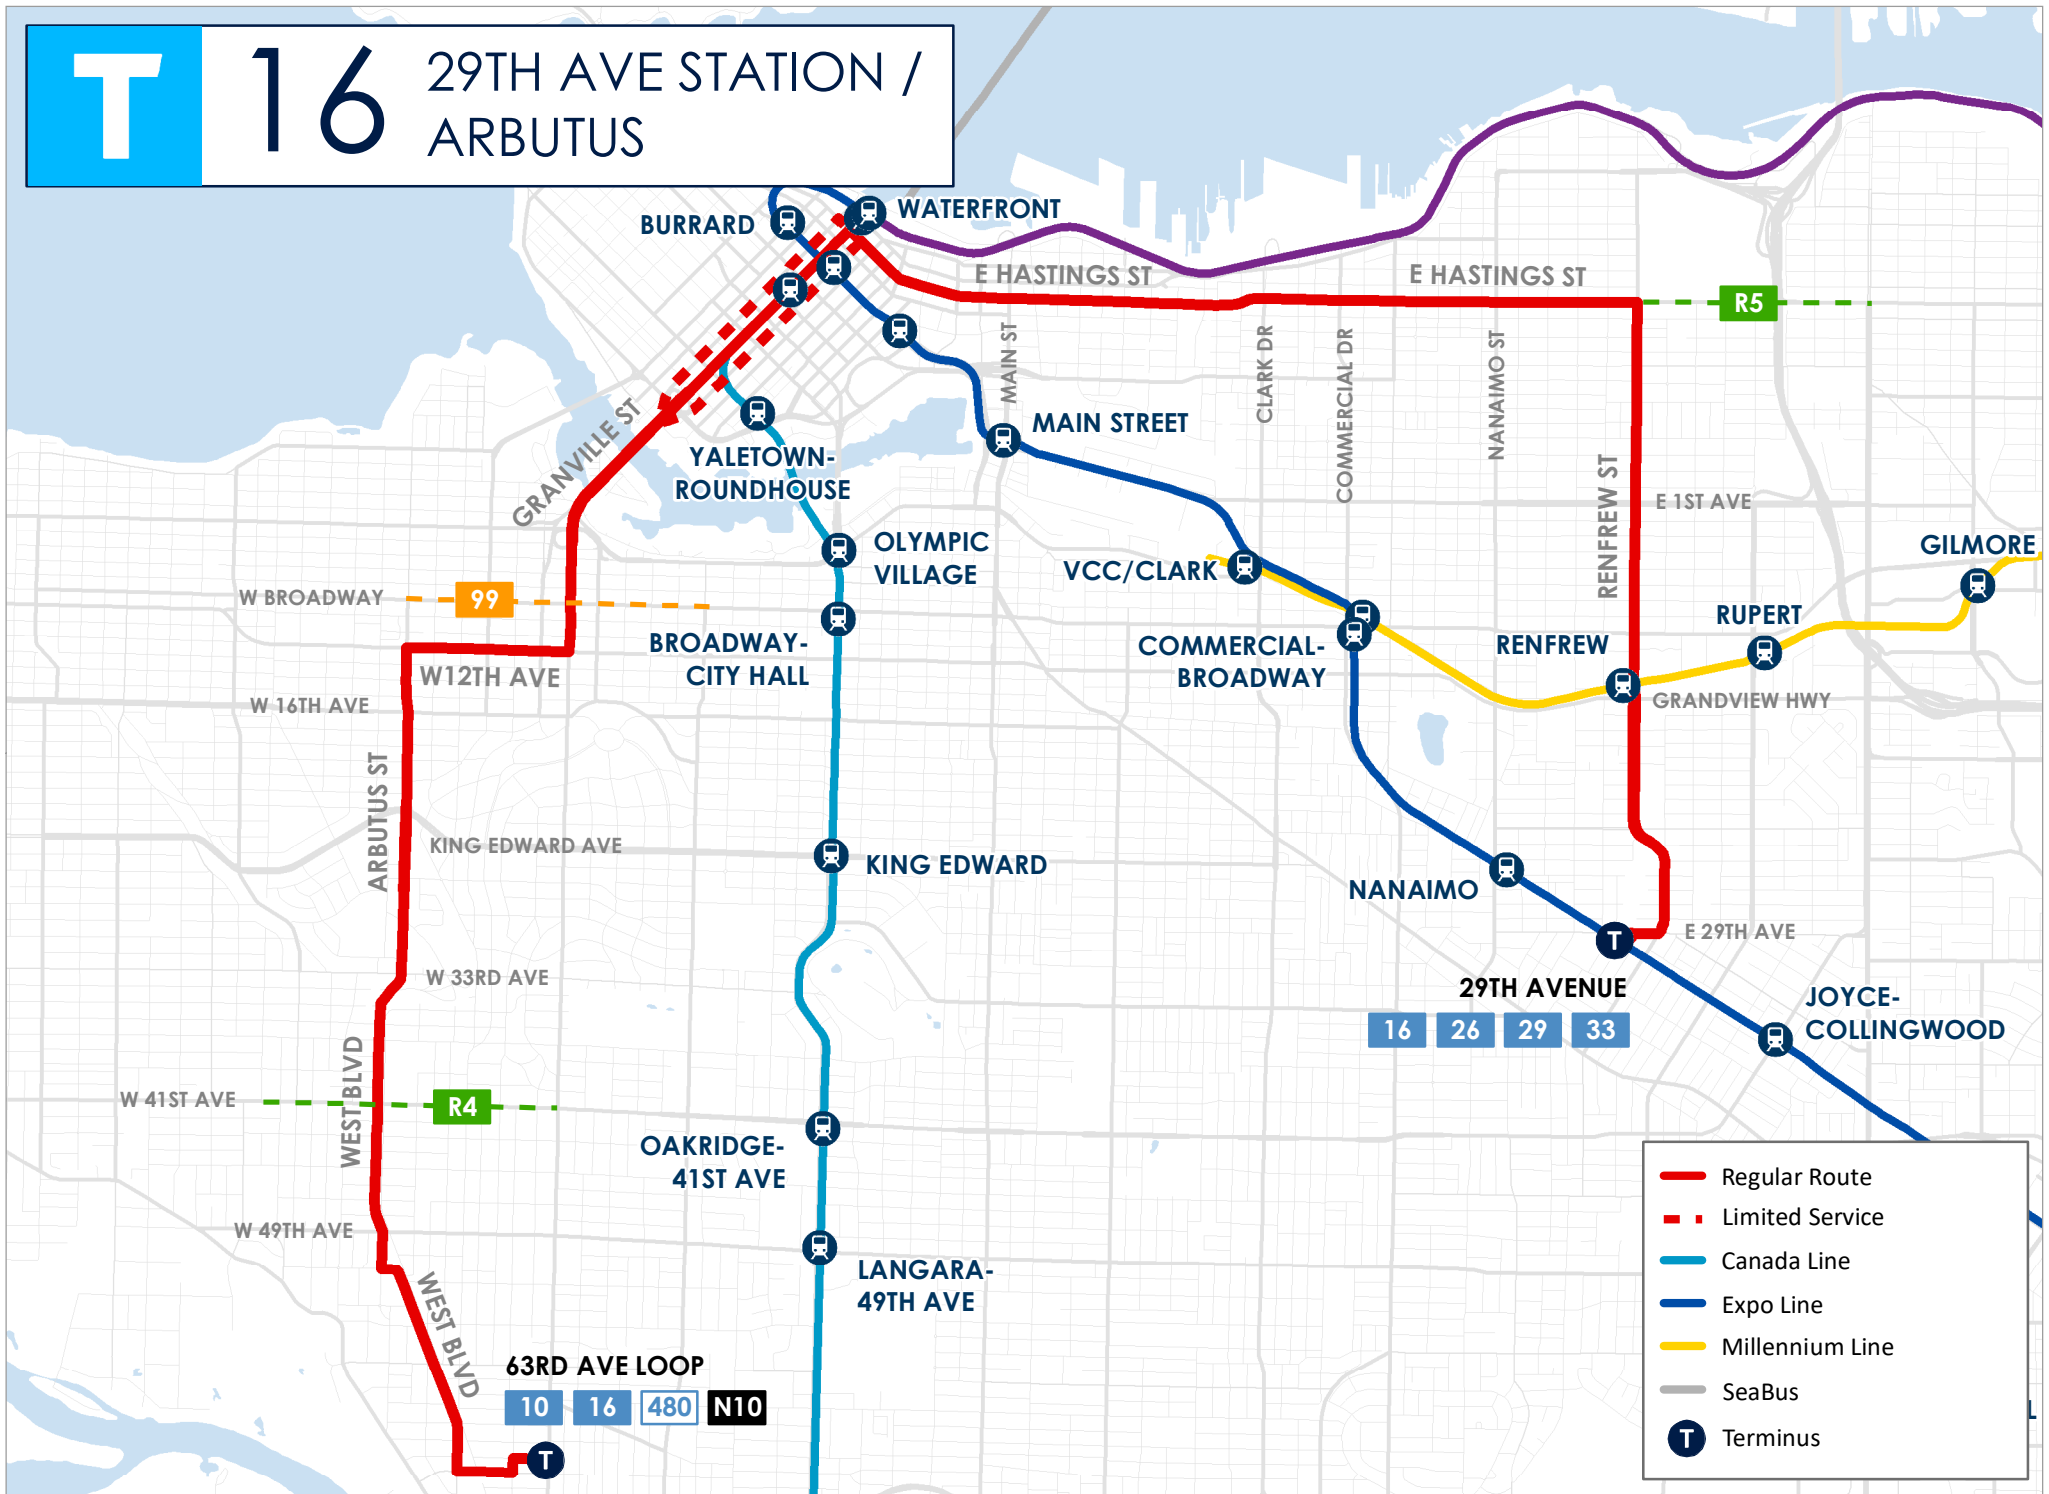 T
16
29TH AVE STATION /
ARBUTUS
BURRARD
WATERFRONT
E HASTINGS ST
E HASTINGS ST
R5
MAIN ST
CLARK DR
COMMERCIAL DR
NANAIMO ST
GRANVILLE ST
MAIN STREET
YALETOWN-
ROUNDHOUSE
RENFREW ST
E 1ST AVE
OLYMPIC
VILLAGE
VCC/CLARK
GILMORE
W BROADWAY
99
BROADWAY-
CITY HALL
COMMERCIAL-
BROADWAY
RENFREW
RUPERT
W12TH AVE
W 16TH AVE
GRANDVIEW HWY
ARBUTUS ST
KING EDWARD AVE
KING EDWARD
NANAIMO
T
E 29TH AVE
W 33RD AVE
29TH AVENUE
16
26
29
33
JOYCE-
COLLINGWOOD
WEST BLVD
W 41ST AVE
R4
OAKRIDGE-
41ST AVE
W 49TH AVE
LANGARA-
49TH AVE
WEST BLVD
63RD AVE LOOP
10
16
480
N10
T
Regular Route
Limited Service
Canada Line
Expo Line
Millennium Line
SeaBus
T
Terminus
L